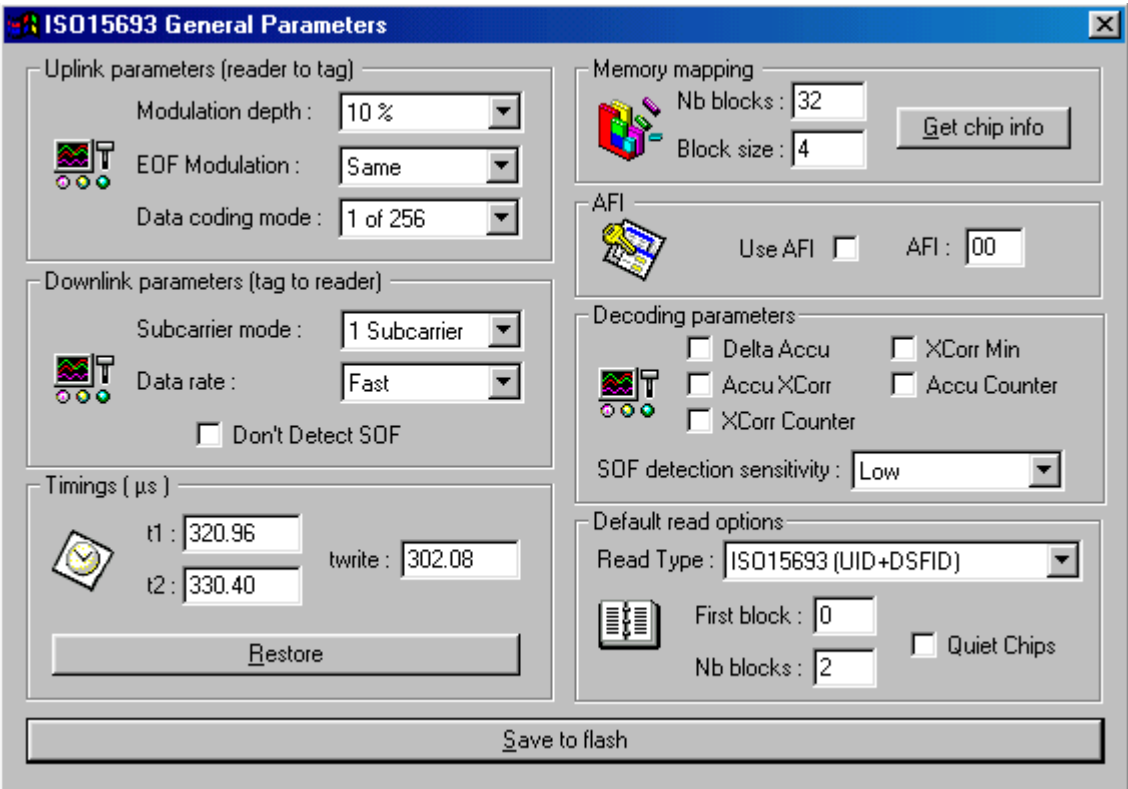 ISO15693 General Parameters
Uplink parameters (reader to tag)
Modulation depth : 10 %
EOF Modulation : Same
Data coding mode : 1 of 256
Downlink parameters (tag to reader)
Subcarrier mode : 1 Subcarrier
Data rate : Fast
Don't Detect SOF
Timings ( µs )
t1 : 320.96
t2 : 330.40
twrite : 302.08
Restore
Memory mapping
Nb blocks : 32
Block size : 4
Get chip info
AFI
Use AFI
AFI : 00
Decoding parameters
Delta Accu XCorr Min
Accu XCorr Accu Counter
XCorr Counter
SOF detection sensitivity : Low
Default read options
Read Type : ISO15693 (UID+DSFID)
First block : 0
Nb blocks : 2
Quiet Chips
Save to flash